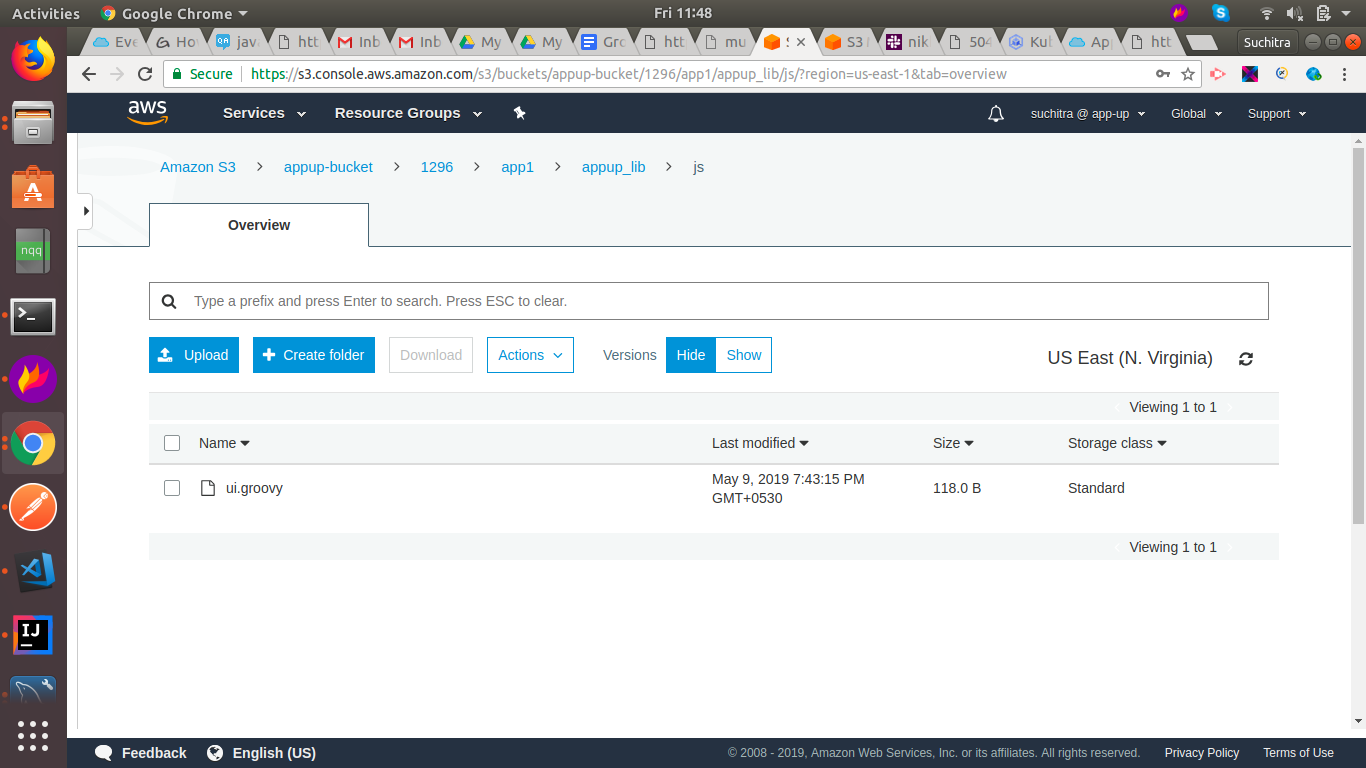 Activities Google Chrome Fri 11:48
Eve Ho java htt Inb Inb My My Gro htt mu S S3 nik 504 Kub App htt Suchitra
Secure https://s3.console.aws.amazon.com/s3/buckets/appup-bucket/1296/app1/appup_lib/js/?region=us-east-1&tab=overview
aws Services Resource Groups suchitra @ app-up Global Support
Amazon S3 appup-bucket 1296 app1 appup_lib js
Overview
Type a prefix and press Enter to search. Press ESC to clear.
Upload Create folder Download Actions Versions Hide Show US East (N. Virginia)
Viewing 1 to 1
Name Last modified Size Storage class
ui.groovy May 9, 2019 7:43:15 PM 118.0 B Standard
GMT+0530
Viewing 1 to 1
nqq
IJ
Feedback English (US) © 2008 - 2019, Amazon Web Services, Inc. or its affiliates. All rights reserved. Privacy Policy Terms of Use